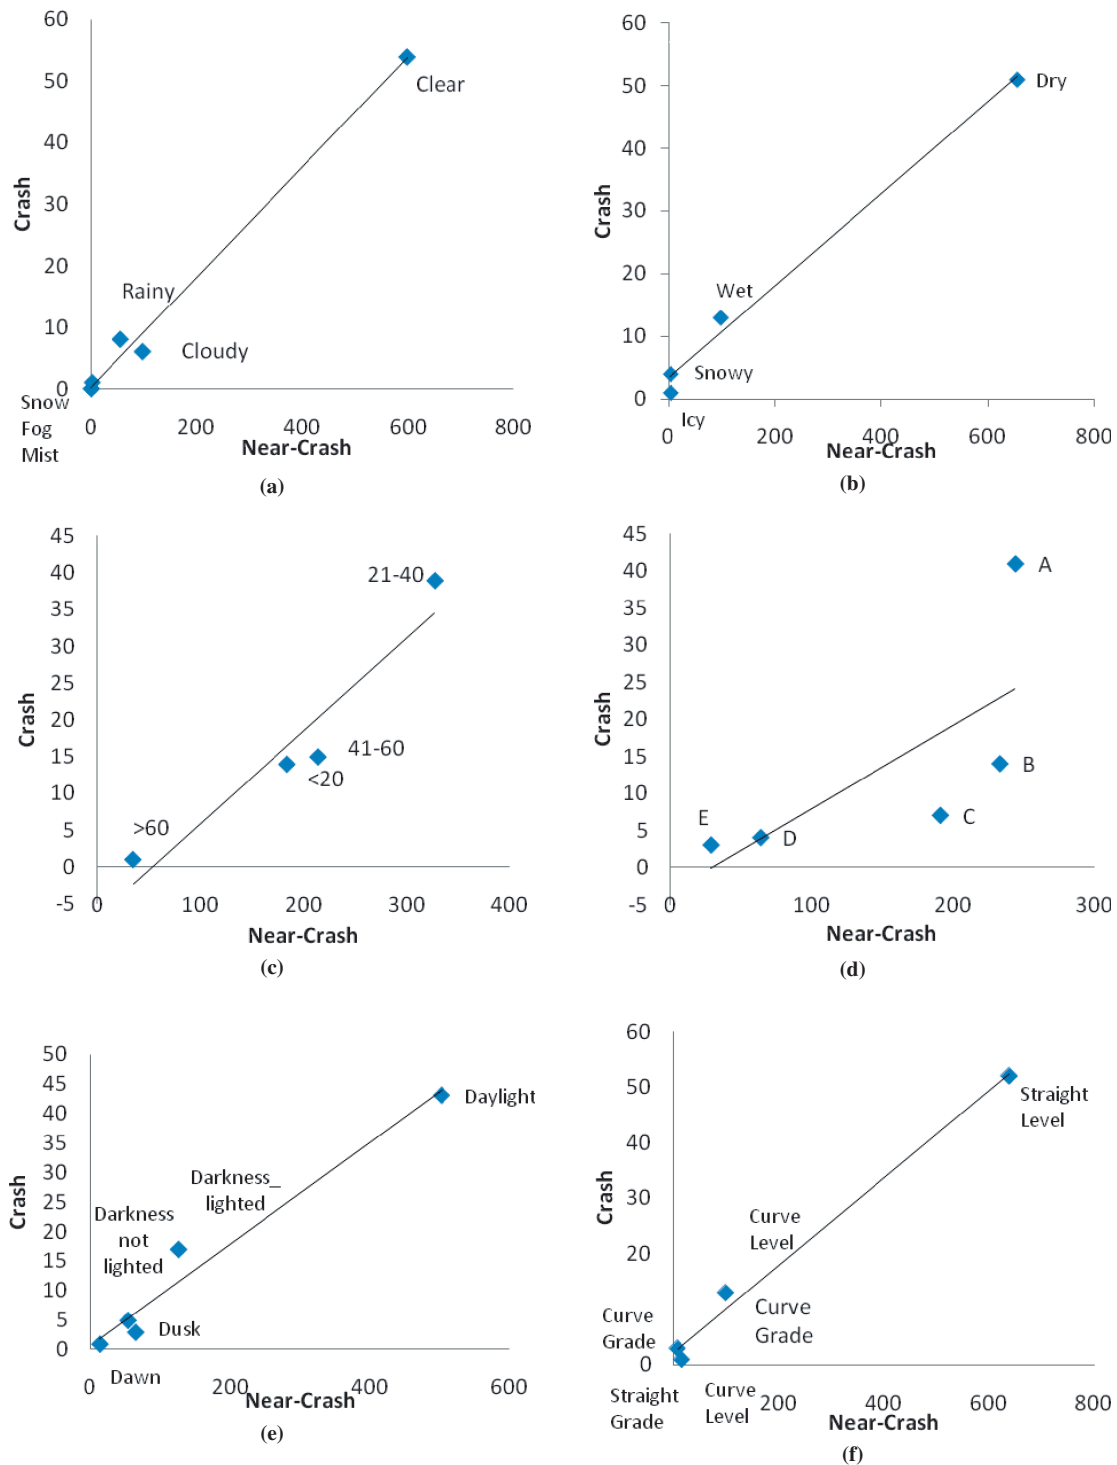 60
50
40
30
20
10
0
Crash
Clear
Rainy
Cloudy
Snow
Fog
Mist
0 200 400 600 800
Near-Crash
(a)
60
50
40
30
20
10
0
Crash
Dry
Wet
Snowy
Icy
0 200 400 600 800
Near-Crash
(b)
45
40
35
30
25
20
15
10
5
0
-5
Crash
21-40
41-60
<20
>60
0 100 200 300 400
Near-Crash
(c)
45
40
35
30
25
20
15
10
5
0
-5
Crash
A
B
C
D
E
0 100 200 300
Near-Crash
(d)
50
45
40
35
30
25
20
15
10
5
0
Crash
Daylight
Darkness_
lighted
Darkness
not
lighted
Dusk
Dawn
0 200 400 600
Near-Crash
(e)
60
50
40
30
20
10
0
Crash
Straight
Level
Curve
Level
Curve
Grade
Curve
Grade
Straight
Grade
Curve
Level
200 400 600 800
Near-Crash
(f)